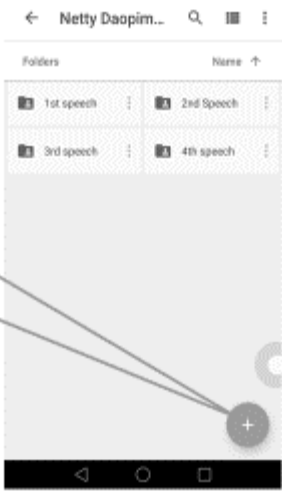 Netty Daopim...
Folders
Name
1st speech
2nd Speech
3rd speech
4th speech